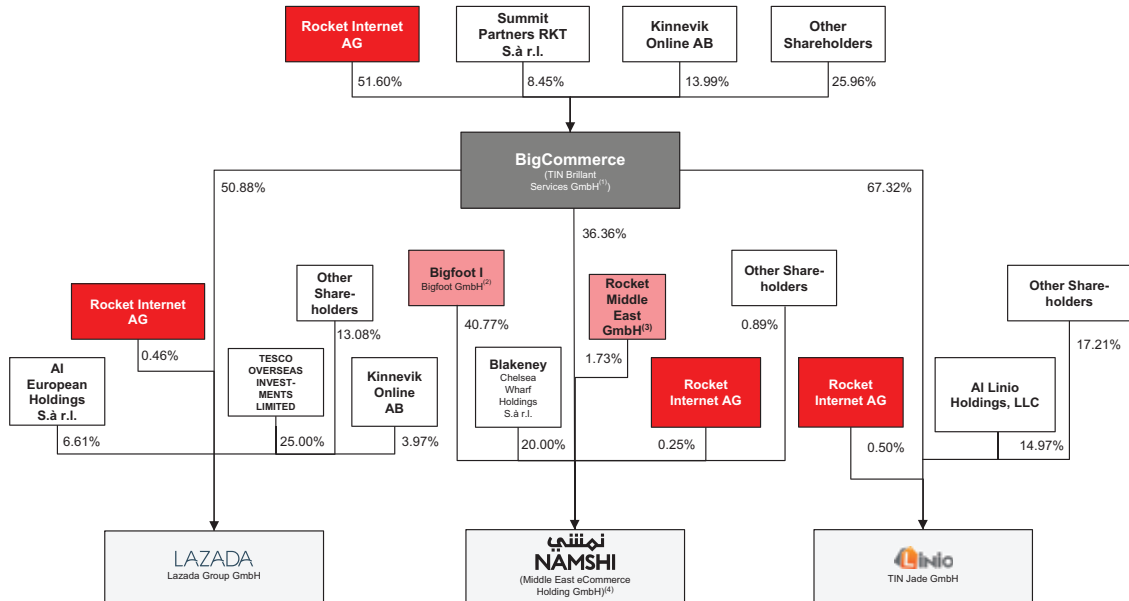 Rocket Internet
AG
Summit
Partners RKT
S.à r.l.
Kinnevik
Online AB
Other
Shareholders
51.60%
8.45%
13.99%
25.96%
BigCommerce
(TIN Brillant
Services GmbH(1))
50.88%
36.36%
67.32%
Rocket Internet
AG
Other
Share-
holders
Bigfoot I
Bigfoot GmbH(2)
Rocket
Middle
East
GmbH(3)
Other Share-
holders
Other Share-
holders
0.46%
13.08%
40.77%
1.73%
0.89%
17.21%
AI
European
Holdings
S.à r.l.
TESCO
OVERSEAS
INVEST-
MENTS
LIMITED
Kinnevik
Online
AB
Blakeney
Chelsea
Wharf
Holdings
S.à r.l.
Rocket
Internet AG
Rocket
Internet AG
AI Linio
Holdings, LLC
6.61%
25.00%
3.97%
20.00%
0.25%
0.50%
14.97%
LAZADA
Lazada Group GmbH
نمشي
NAMSHI
(Middle East eCommerce
Holding GmbH)(4)
Linio
TIN Jade GmbH